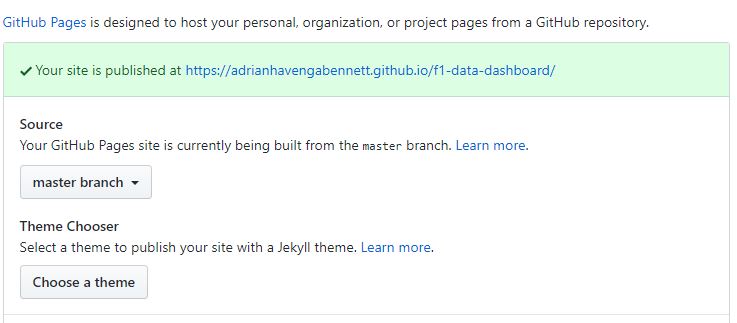 GitHub Pages is designed to host your personal, organization, or project pages from a GitHub repository.
Your site is published at https://adrianhavengabennett.github.io/f1-data-dashboard/
Source
Your GitHub Pages site is currently being built from the master branch. Learn more.
master branch
Theme Chooser
Select a theme to publish your site with a Jekyll theme. Learn more.
Choose a theme